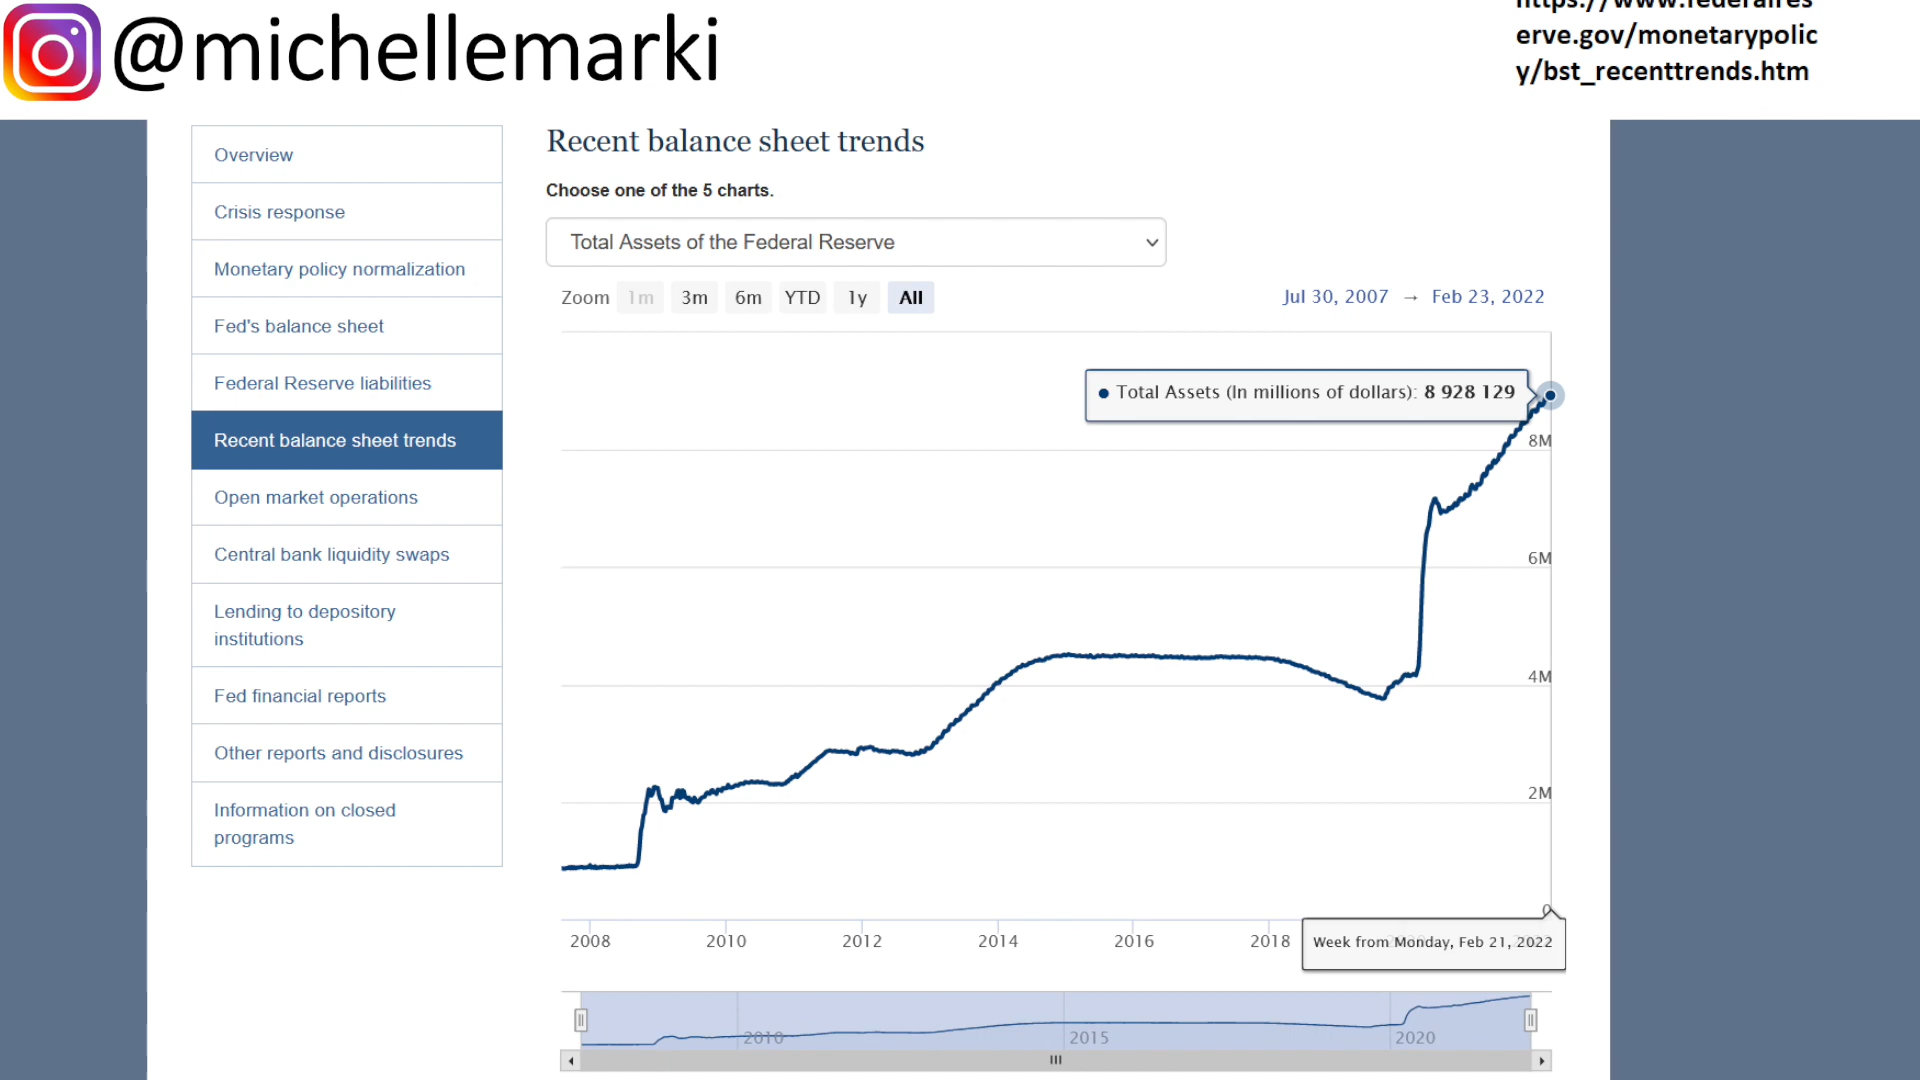 @michellemarki
https://www.federalres
erve.gov/monetarypolic
y/bst_recenttrends.htm
Overview
Crisis response
Monetary policy normalization
Fed's balance sheet
Federal Reserve liabilities
Recent balance sheet trends
Open market operations
Central bank liquidity swaps
Lending to depository
institutions
Fed financial reports
Other reports and disclosures
Information on closed
programs
Recent balance sheet trends
Choose one of the 5 charts.
Total Assets of the Federal Reserve
Zoom 1m 3m 6m YTD 1y All
Jul 30, 2007 → Feb 23, 2022
Total Assets (In millions of dollars): 8 928 129
8M
6M
4M
2M
0
2008 2010 2012 2014 2016 2018
Week from Monday, Feb 21, 2022
2010 2015 2020